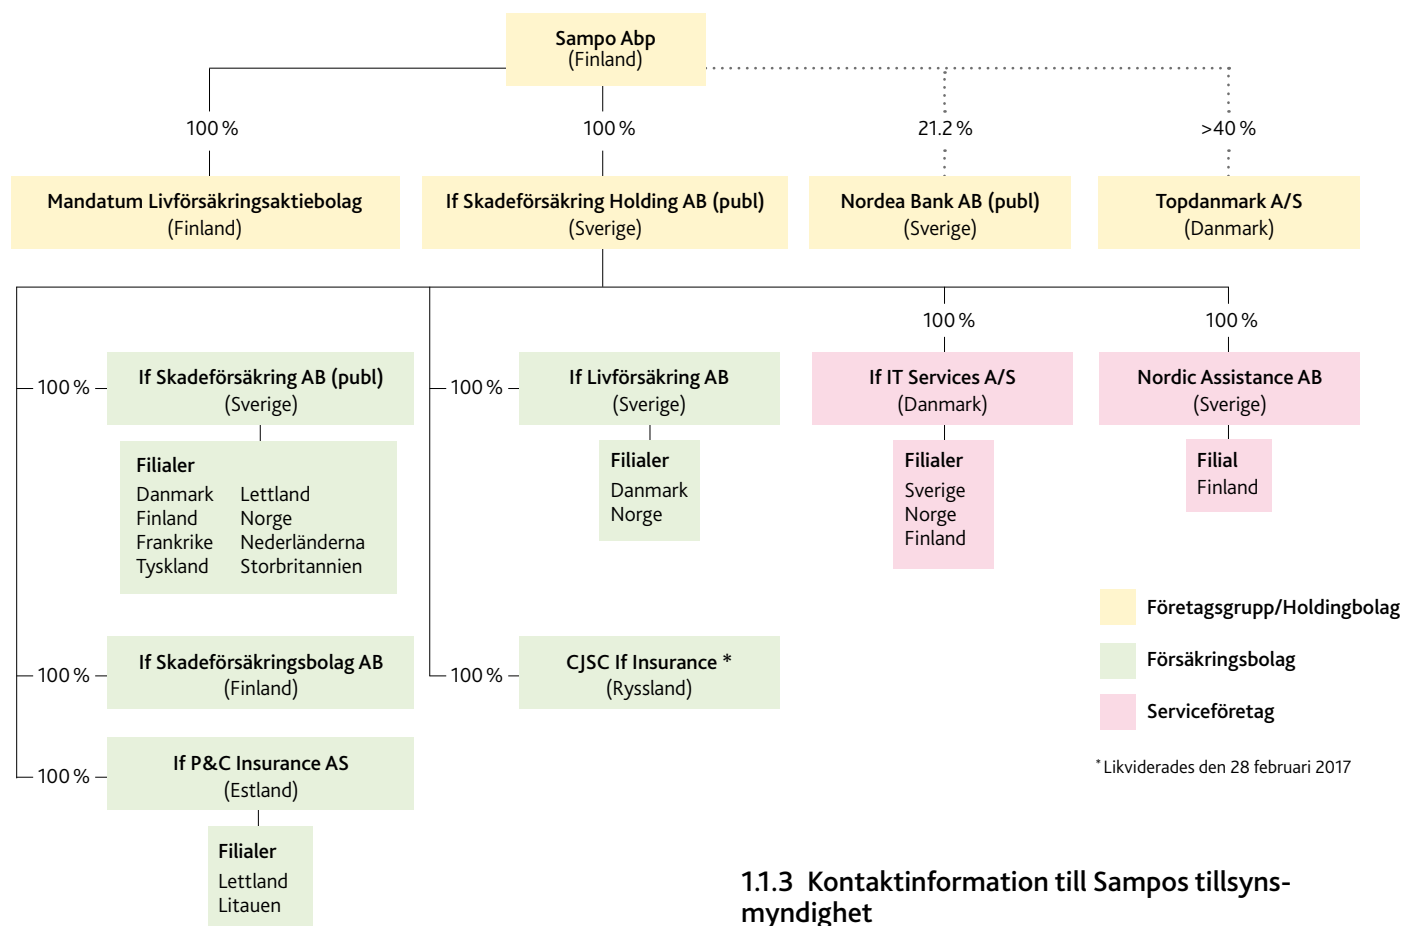 Sampo Abp
(Finland)
100 %
100 %
21.2 %
>40 %
Mandatum Livförsäkringsaktiebolag
(Finland)
If Skadeförsäkring Holding AB (publ)
(Sverige)
Nordea Bank AB (publ)
(Sverige)
Topdanmark A/S
(Danmark)
100 %
100 %
100 %
If Skadeförsäkring AB (publ)
(Sverige)
100 %
If Livförsäkring AB
(Sverige)
If IT Services A/S
(Danmark)
Nordic Assistance AB
(Sverige)
Filialer
Danmark Lettland
Finland Norge
Frankrike Nederländerna
Tyskland Storbritannien
Filialer
Danmark
Norge
Filialer
Sverige
Norge
Finland
Filial
Finland
Företagsgrupp/Holdingbolag
Försäkringsbolag
Serviceföretag
100 %
If Skadeförsäkringsbolag AB
(Finland)
100 %
CJSC If Insurance *
(Ryssland)
* Likviderades den 28 februari 2017
100 %
If P&C Insurance AS
(Estland)
Filialer
Lettland
Litauen
1.1.3 Kontaktinformation till Sampos tillsyns-
myndighet